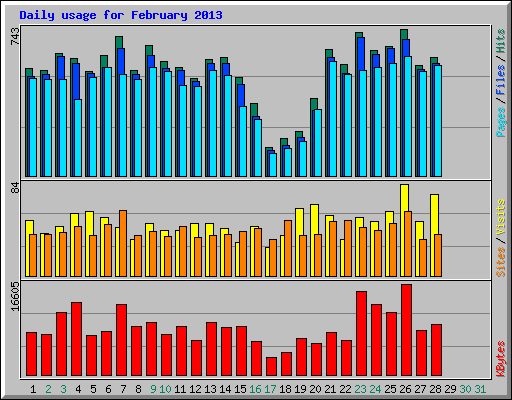 Daily usage for February 2013
743
Pages / Files / Hits
84
Sites / Visits
16605
KBytes
1 2 3 4 5 6 7 8 9 10 11 12 13 14 15 16 17 18 19 20 21 22 23 24 25 26 27 28 29 30 31